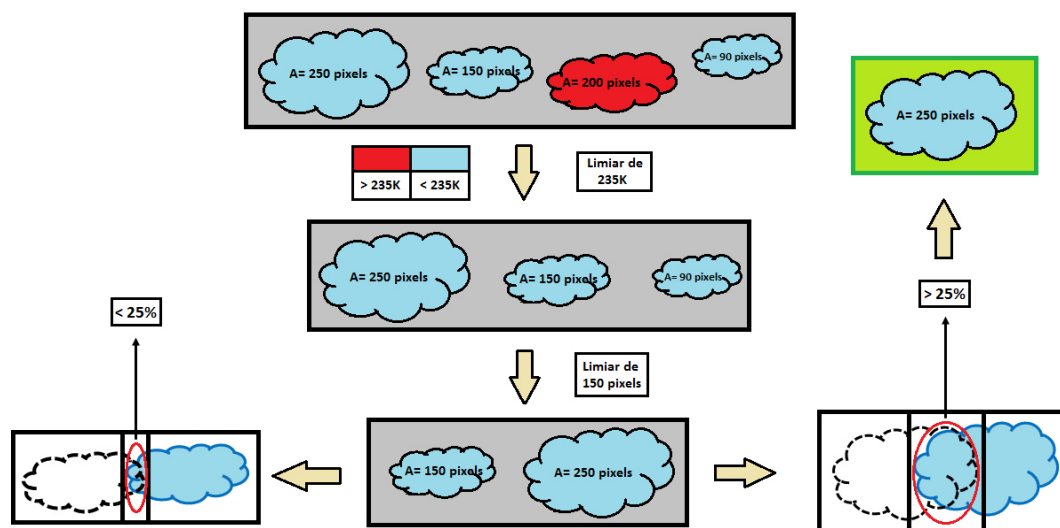 A= 250 pixels
A= 150 pixels
A= 200 pixels
A= 90 pixels
A= 250 pixels
> 235K
< 235K
Limiar de
235K
A= 250 pixels
A= 150 pixels
A= 90 pixels
< 25%
> 25%
Limiar de
150 pixels
A= 150 pixels
A= 250 pixels